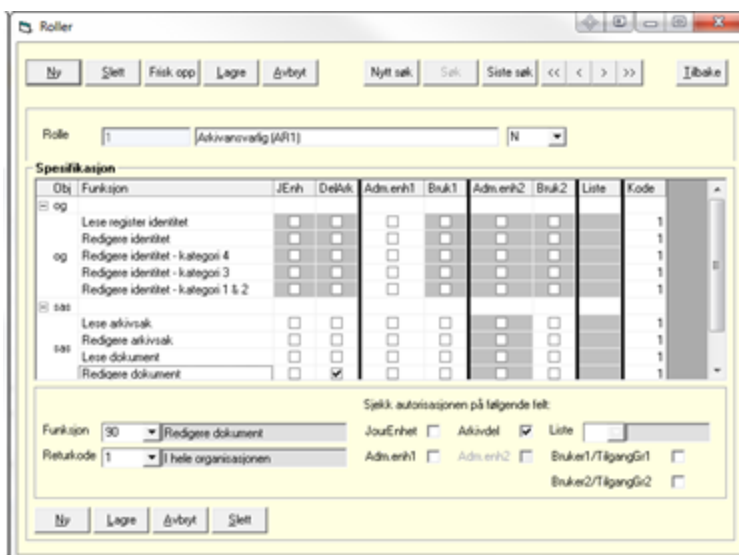 Roller
Ny Slett Frisk opp Lagre Avbryt Nytt søk Søk Siste søk << < > >> Tilbake
Rolle 1 Arkivansvarlig (AR1) N
Spesifikasjon
Obj Funksjon JEnh DelArk Adm.enh1 Bruk1 Adm.enh2 Bruk2 Liste Kode
og
Lese register identitet 1
Redigere identitet 1
og Redigere identitet - kategori 4 1
Redigere identitet - kategori 3 1
Redigere identitet - kategori 1 & 2 1
sas
Lese arkivsak 1
sas Redigere arkivsak 1
Lese dokument 1
Redigere dokument 1
Sjekk autorisasjonen på følgende felt:
Funksjon 90 Redigere dokument JourEnhet Arkivdel Liste
Returkode 1 I hele organisasjonen Adm.enh1 Adm.enh2 Bruker1/TilgangGr1
Bruker2/TilgangGr2
Ny Lagre Avbryt Slett